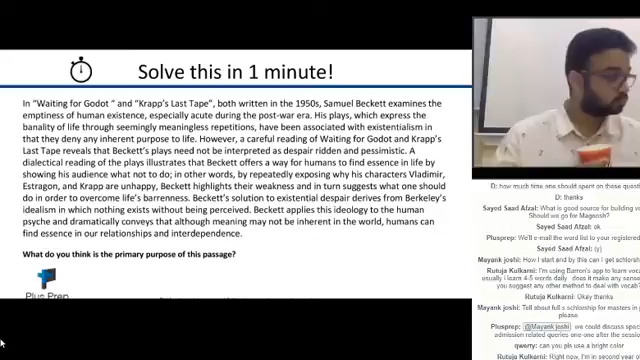 Solve this in 1 minute!
In "Waiting for Godot " and "Krapp's Last Tape", both written in the 1950s, Samuel Beckett examines the
emptiness of human existence, especially acute during the post-war era. His plays, which express the
banality of life through seemingly meaningless repetitions, have been associated with existentialism in
that they deny any inherent purpose to life. However, a careful reading of Waiting for Godot and Krapp's
Last Tape reveals that Beckett's plays need not be interpreted as despair ridden and pessimistic. A
dialectical reading of the plays illustrates that Beckett offers a way for humans to find essence in life by
showing his audience what not to do; in other words, by repeatedly exposing why his characters Vladimir,
Estragon, and Krapp are unhappy, Beckett highlights their weakness and in turn suggests what one should
do in order to overcome life's barrenness. Beckett's solution to existential despair derives from Berkeley's
idealism in which nothing exists without being perceived. Beckett applies this ideology to the human
psyche and dramatically conveys that although meaning may not be inherent in the world, humans can
find essence in our relationships and interdependence.
What do you think is the primary purpose of this passage?
Plus Prep
D: how much time one should spent on these quest
D: thanks
Sayed Saad Afzal: What is good source for building vo
Should we go for Magoosh?
Sayed Saad Afzal: ok
Plusprep: We'll e-mail the word list to your registered
Sayed Saad Afzal: (y)
Mayank joshi: How I start and by this can I get schlorsh
Rutuja Kulkarni: I'm using Barron's app to learn voca
usually learn 4-5 words daily. does it make any sense
you suggest any other method to deal with vocab?
Rutuja Kulkarni: Okay thanks
Mayank joshi: Tell about full s schlorship for masters in
please
Plusprep: @Mayank joshi we could discuss spec
admission related queries one-one after the session
qwerty: can you pls use a bright color
Rutuja Kulkarni: Right now, I'm second year o